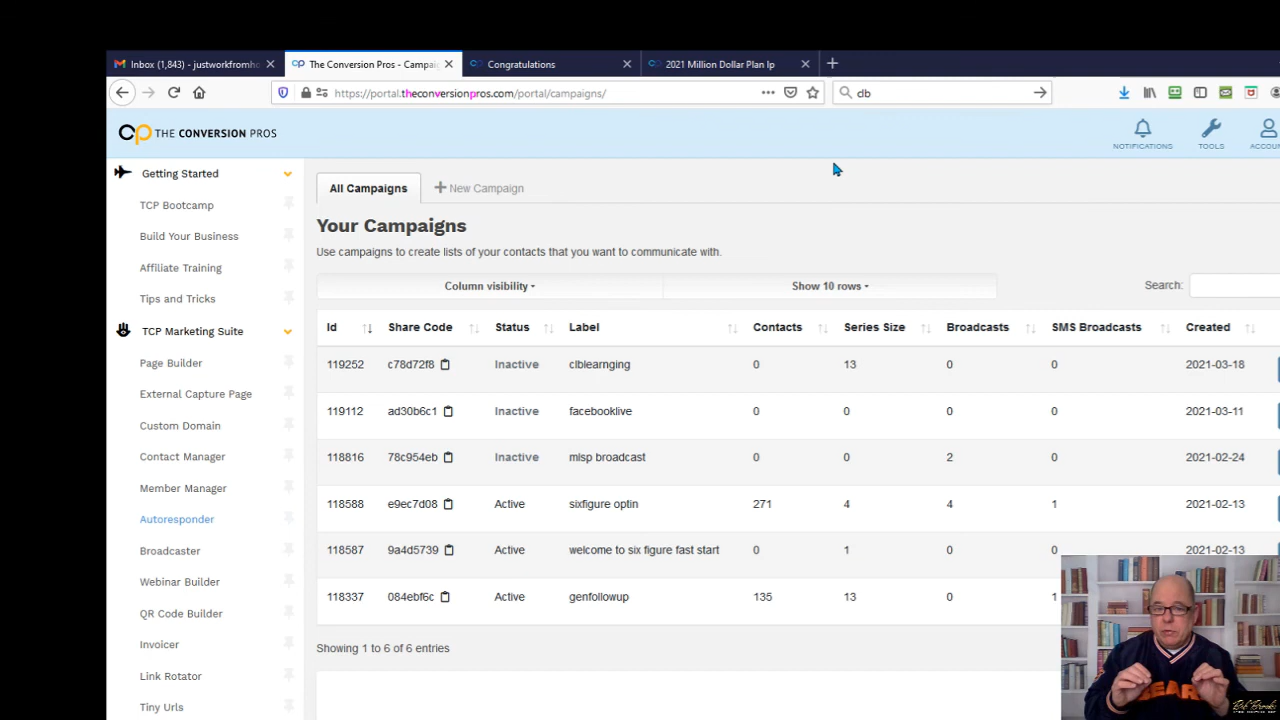 Inbox (1,843) - justworkfromho
The Conversion Pros - Campaig
Congratulations
2021 Million Dollar Plan lp
https://portal.theconversionpros.com/portal/campaigns/
db
cp THE CONVERSION PROS
NOTIFICATIONS
TOOLS
ACCOU
Getting Started
TCP Bootcamp
Build Your Business
Affiliate Training
Tips and Tricks
TCP Marketing Suite
Page Builder
External Capture Page
Custom Domain
Contact Manager
Member Manager
Autoresponder
Broadcaster
Webinar Builder
QR Code Builder
Invoicer
Link Rotator
Tiny Urls
All Campaigns
New Campaign
Your Campaigns
Use campaigns to create lists of your contacts that you want to communicate with.
Column visibility
Show 10 rows
Search:
Id Share Code Status Label Contacts Series Size Broadcasts SMS Broadcasts Created
119252 c78d72f8 Inactive clblearnging 0 13 0 0 2021-03-18
119112 ad30b6c1 Inactive facebooklive 0 0 0 0 2021-03-11
118816 78c954eb Inactive mlsp broadcast 0 0 2 0 2021-02-24
118588 e9ec7d08 Active sixfigure optin 271 4 4 1 2021-02-13
118587 9a4d5739 Active welcome to six figure fast start 0 1 0 0 2021-02-13
118337 084ebf6c Active genfollowup 135 13 0 1
Showing 1 to 6 of 6 entries
BEARS